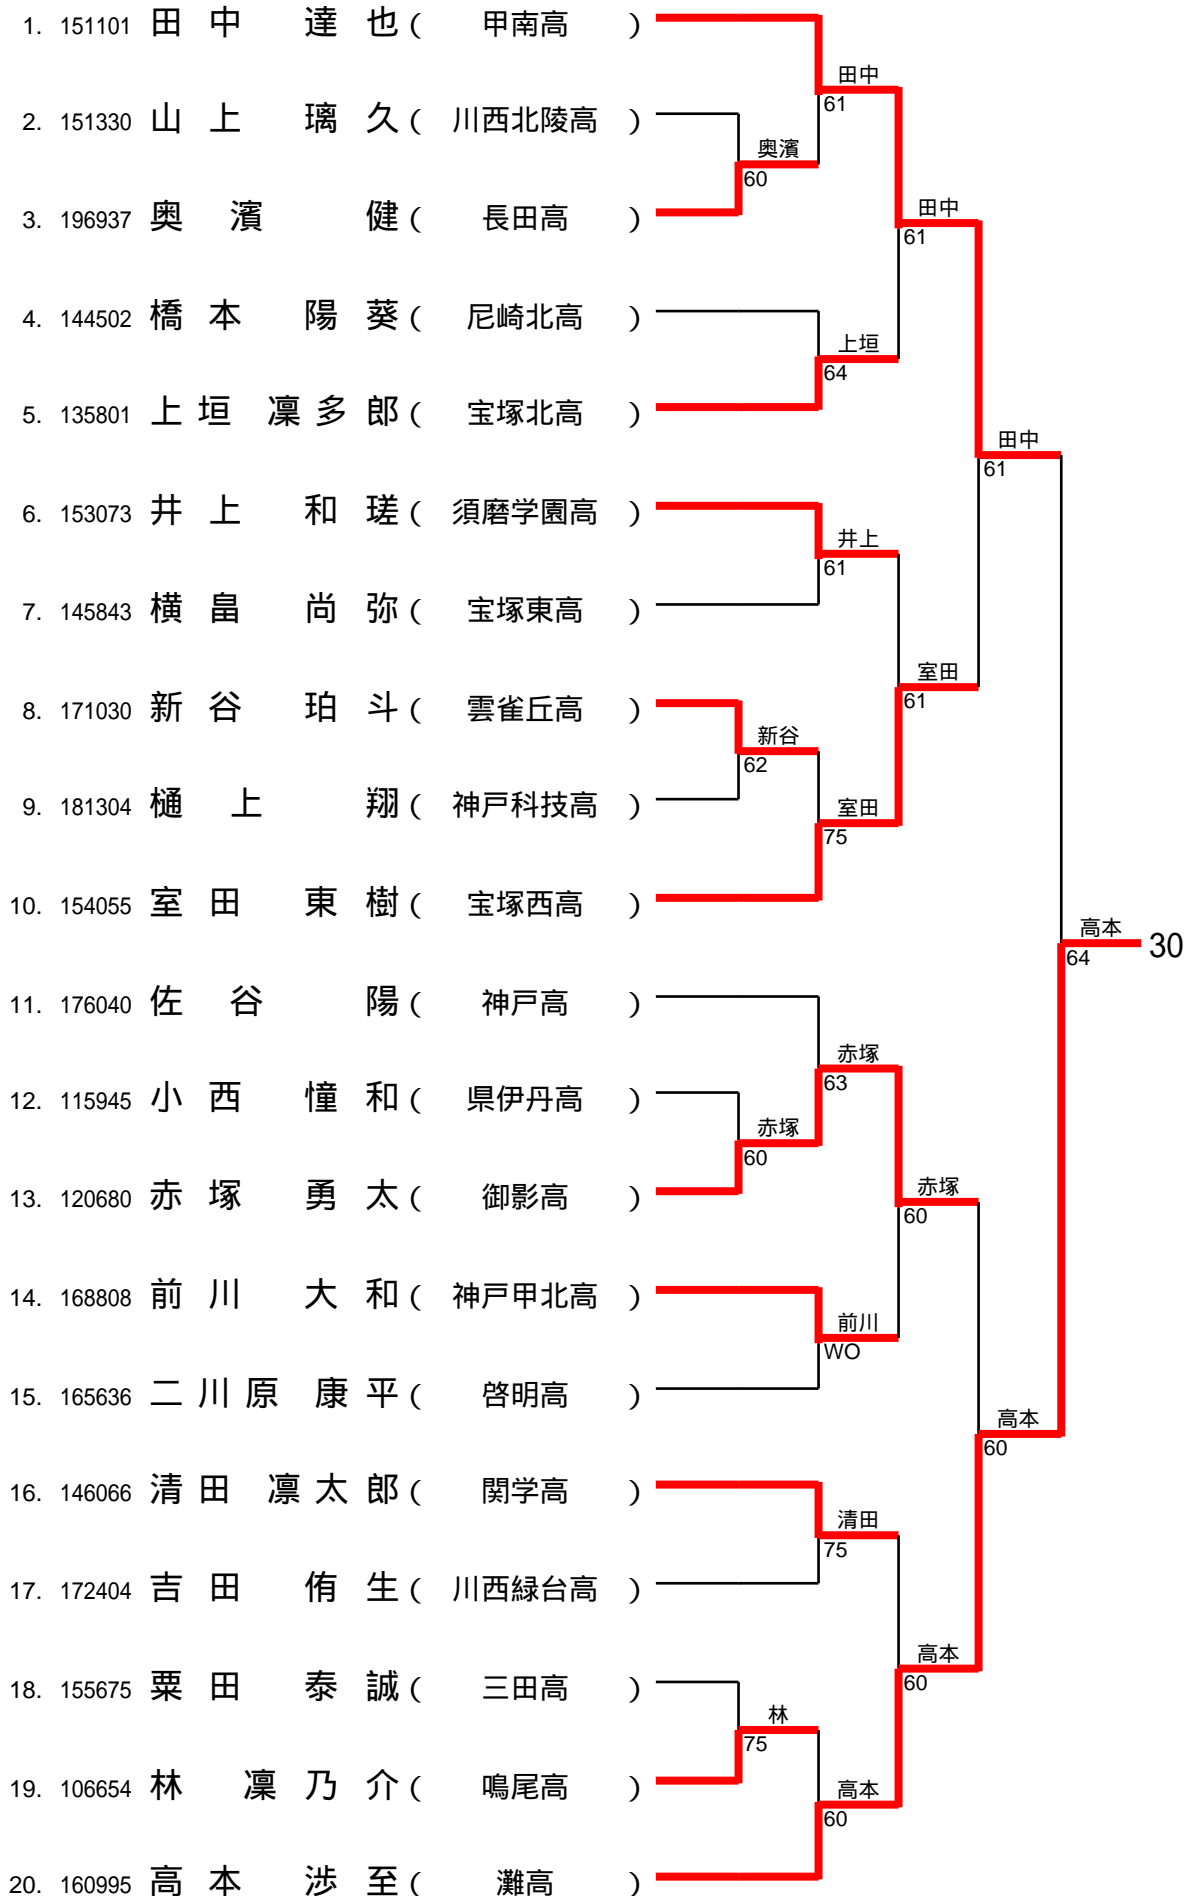 1. 151101 田中 達也 ( 甲南高 )
田中
61
2. 151330 山上 璃久 ( 川西北陵高 )
奥濱
60
3. 196937 奥濱 健 ( 長田高 )
田中
61
4. 144502 橋本 陽葵 ( 尼崎北高 )
上垣
64
5. 135801 上垣 凜多郎 ( 宝塚北高 )
田中
61
6. 153073 井上 和瑳 ( 須磨学園高 )
井上
61
7. 145843 横畠 尚弥 ( 宝塚東高 )
室田
61
8. 171030 新谷 珀斗 ( 雲雀丘高 )
新谷
62
9. 181304 樋上 翔 ( 神戸科技高 )
室田
75
10. 154055 室田 東樹 ( 宝塚西高 )
高本
64
30
11. 176040 佐谷 陽 ( 神戸高 )
赤塚
63
12. 115945 小西 憧和 ( 県伊丹高 )
赤塚
60
13. 120680 赤塚 勇太 ( 御影高 )
赤塚
60
14. 168808 前川 大和 ( 神戸甲北高 )
前川
WO
15. 165636 二川原 康平 ( 啓明高 )
高本
60
16. 146066 清田 凛太郎 ( 関学高 )
清田
75
17. 172404 吉田 侑生 ( 川西緑台高 )
高本
60
18. 155675 粟田 泰誠 ( 三田高 )
林
75
19. 106654 林 凜乃介 ( 鳴尾高 )
高本
60
20. 160995 高本 渉至 ( 灘高 )